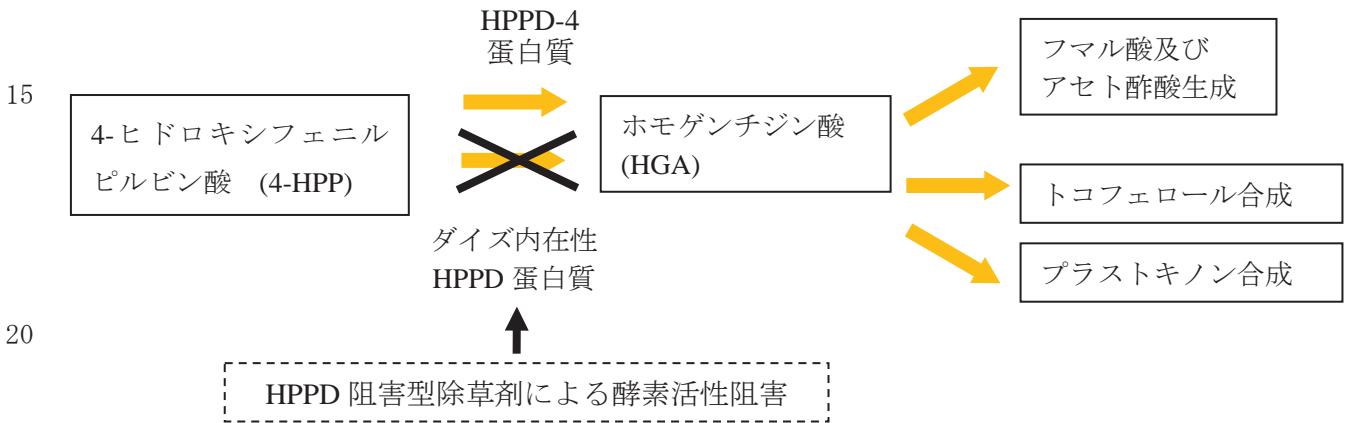 HPPD-4
蛋白質
フマル酸及び
アセト酢酸生成
15
4-ヒドロキシフェニル
ピルビン酸 (4-HPP)
ホモゲンチジン酸
(HGA)
トコフェロール合成
ダイズ内在性
HPPD 蛋白質
プラストキノン合成
20
HPPD 阻害型除草剤による酵素活性阻害